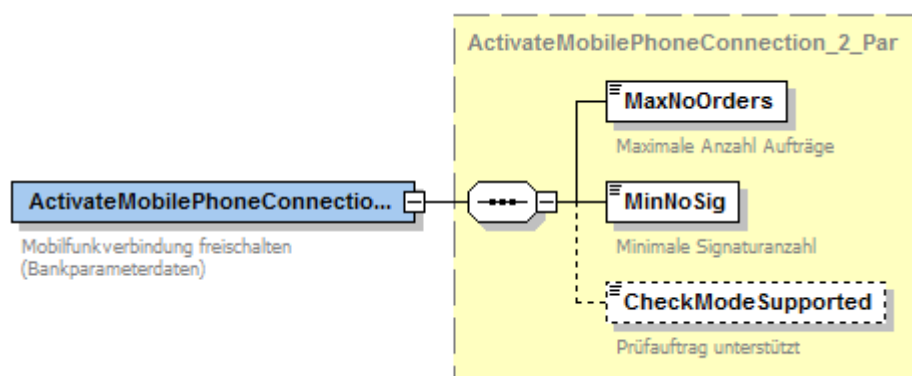 ActivateMobilePhoneConnection_2_Par
MaxNoOrders
Maximale Anzahl Aufträge
ActivateMobilePhoneConnectio...
Mobilfunkverbindung freischalten
(Bankparameterdaten)
MinNoSig
Minimale Signaturanzahl
CheckModeSupported
Prüfauftrag unterstützt